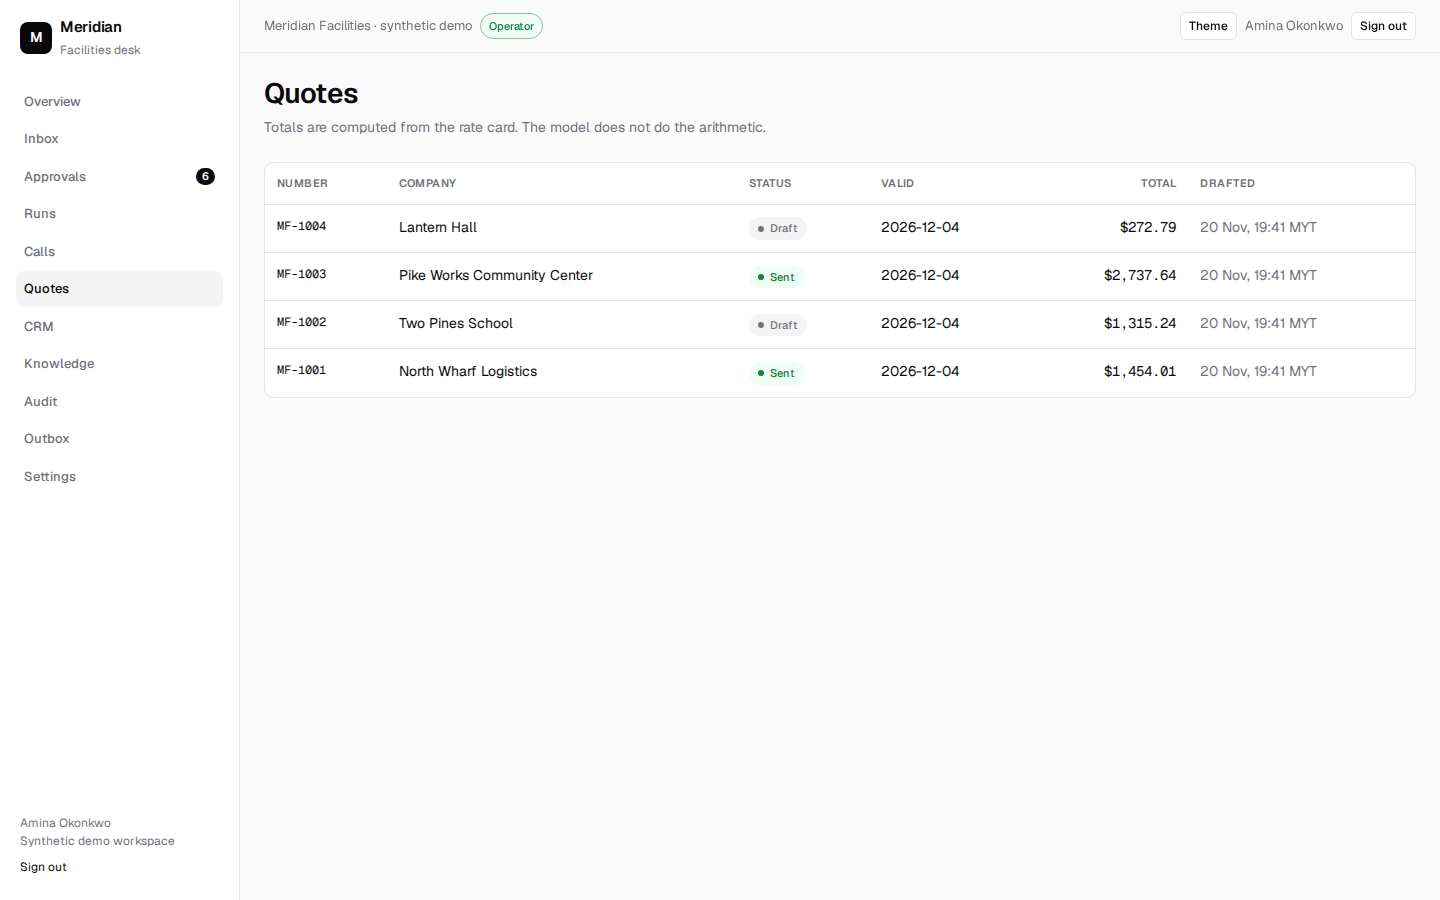 M
Meridian
Facilities desk
Overview
Inbox
Approvals 6
Runs
Calls
Quotes
CRM
Knowledge
Audit
Outbox
Settings
Amina Okonkwo
Synthetic demo workspace
Sign out
Meridian Facilities · synthetic demo Operator Theme Amina Okonkwo Sign out
Quotes
Totals are computed from the rate card. The model does not do the arithmetic.
NUMBER COMPANY STATUS VALID TOTAL DRAFTED
MF-1004 Lantern Hall Draft 2026-12-04 $272.79 20 Nov, 19:41 MYT
MF-1003 Pike Works Community Center Sent 2026-12-04 $2,737.64 20 Nov, 19:41 MYT
MF-1002 Two Pines School Draft 2026-12-04 $1,315.24 20 Nov, 19:41 MYT
MF-1001 North Wharf Logistics Sent 2026-12-04 $1,454.01 20 Nov, 19:41 MYT